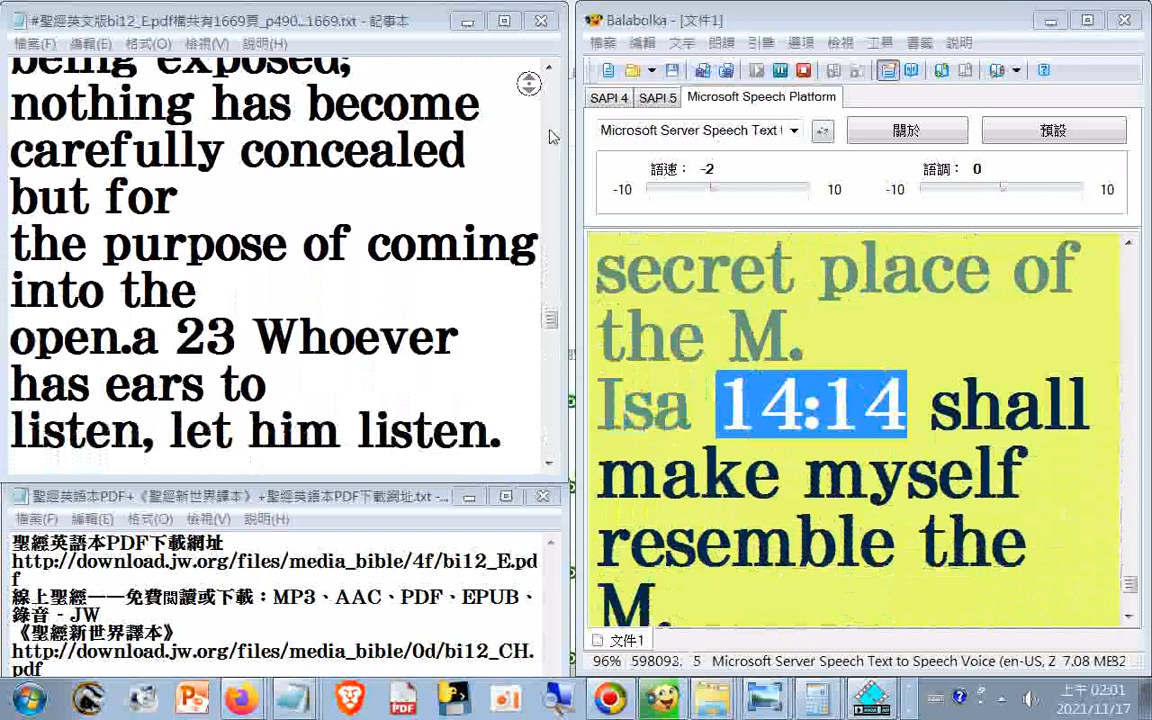 #聖經英文版bi12_E.pdf檔共有1669頁_p490...1669.txt - 記事本
檔案(F) 編輯(E) 格式(O) 檢視(V) 說明(H)
being exposed;
nothing has become
carefully concealed
but for
the purpose of coming
into the
open.a 23 Whoever
has ears to
listen, let him listen.
聖經英語本PDF+《聖經新世界譯本》+聖經英語本PDF下載網址.txt -...
檔案(F) 編輯(E) 格式(O) 檢視(V) 說明(H)
聖經英語本PDF下載網址
http://download.jw.org/files/media_bible/4f/bi12_E.pd
f
線上聖經——免費閱讀或下載：MP3、AAC、PDF、EPUB、
錄音 - JW
《聖經新世界譯本》
http://download.jw.org/files/media_bible/0d/bi12_CH.
pdf
Balabolka - [文件1]
檔案 編輯 文字 朗讀 引擎 選項 檢視 工具 書籤 說明
SAPI 4 SAPI 5 Microsoft Speech Platform
Microsoft Server Speech Text
關於 預設
語速： -2 語調： 0
-10 10 -10 10
secret place of
the M.
Isa 14:14 shall
make myself
resemble the
M.
文件1
96% 598093, 5 Microsoft Server Speech Text to Speech Voice (en-US, Z 7.08 MB
PDF
上午 02:01
2021/11/17